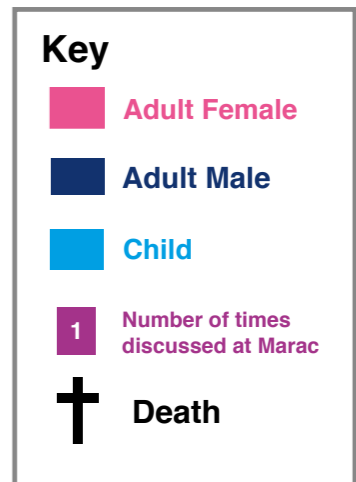 Key
Adult Female
Adult Male
Child
1
Number of times
discussed at Marac
Death